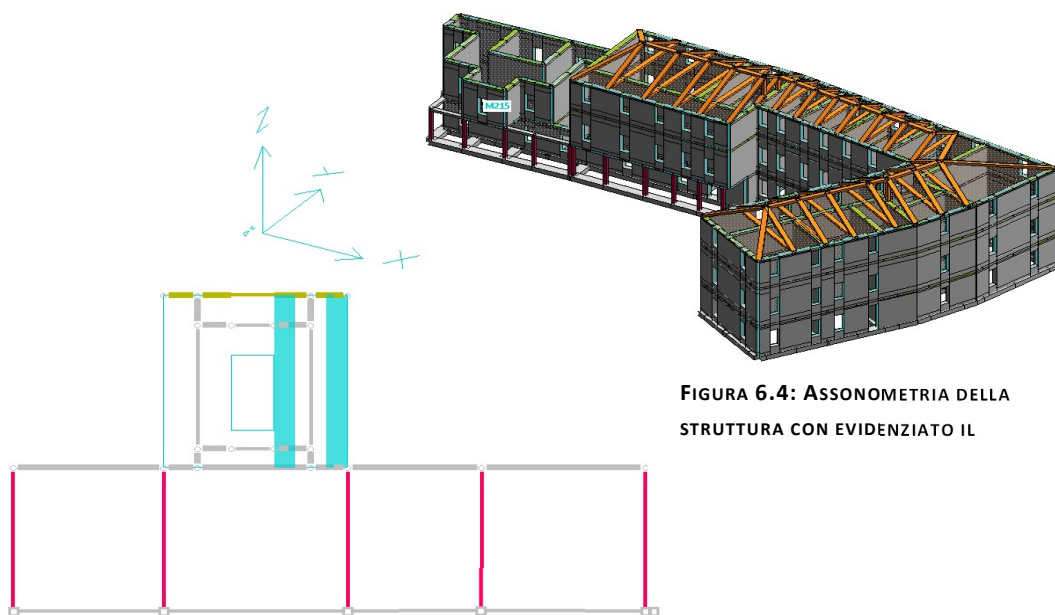 M215
Z
Y
X
FIGURA 6.4: ASSONOMETRIA DELLA
STRUTTURA CON EVIDENZIATO IL